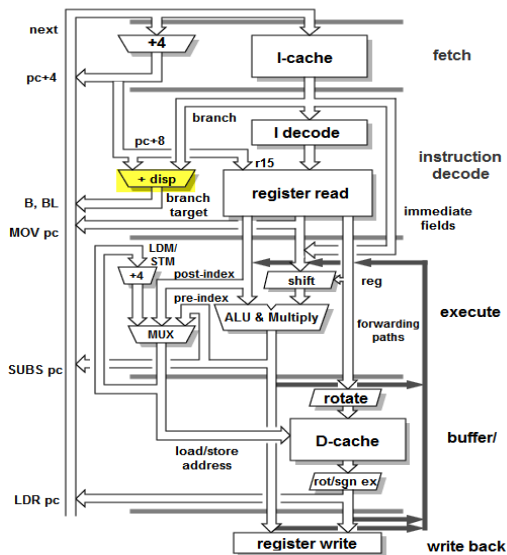 next
+4
I-cache
fetch
pc+4
branch
pc+8
I decode
r15
instruction
decode
+ disp
register read
B, BL
branch
target
immediate
fields
MOV pc
LDM/
STM
post-index
+4
shift
reg
pre-index
execute
ALU & Multiply
forwarding
paths
MUX
SUBS pc
rotate
D-cache
buffer/
load/store
address
rot/sgn ex
LDR pc
register write
write back